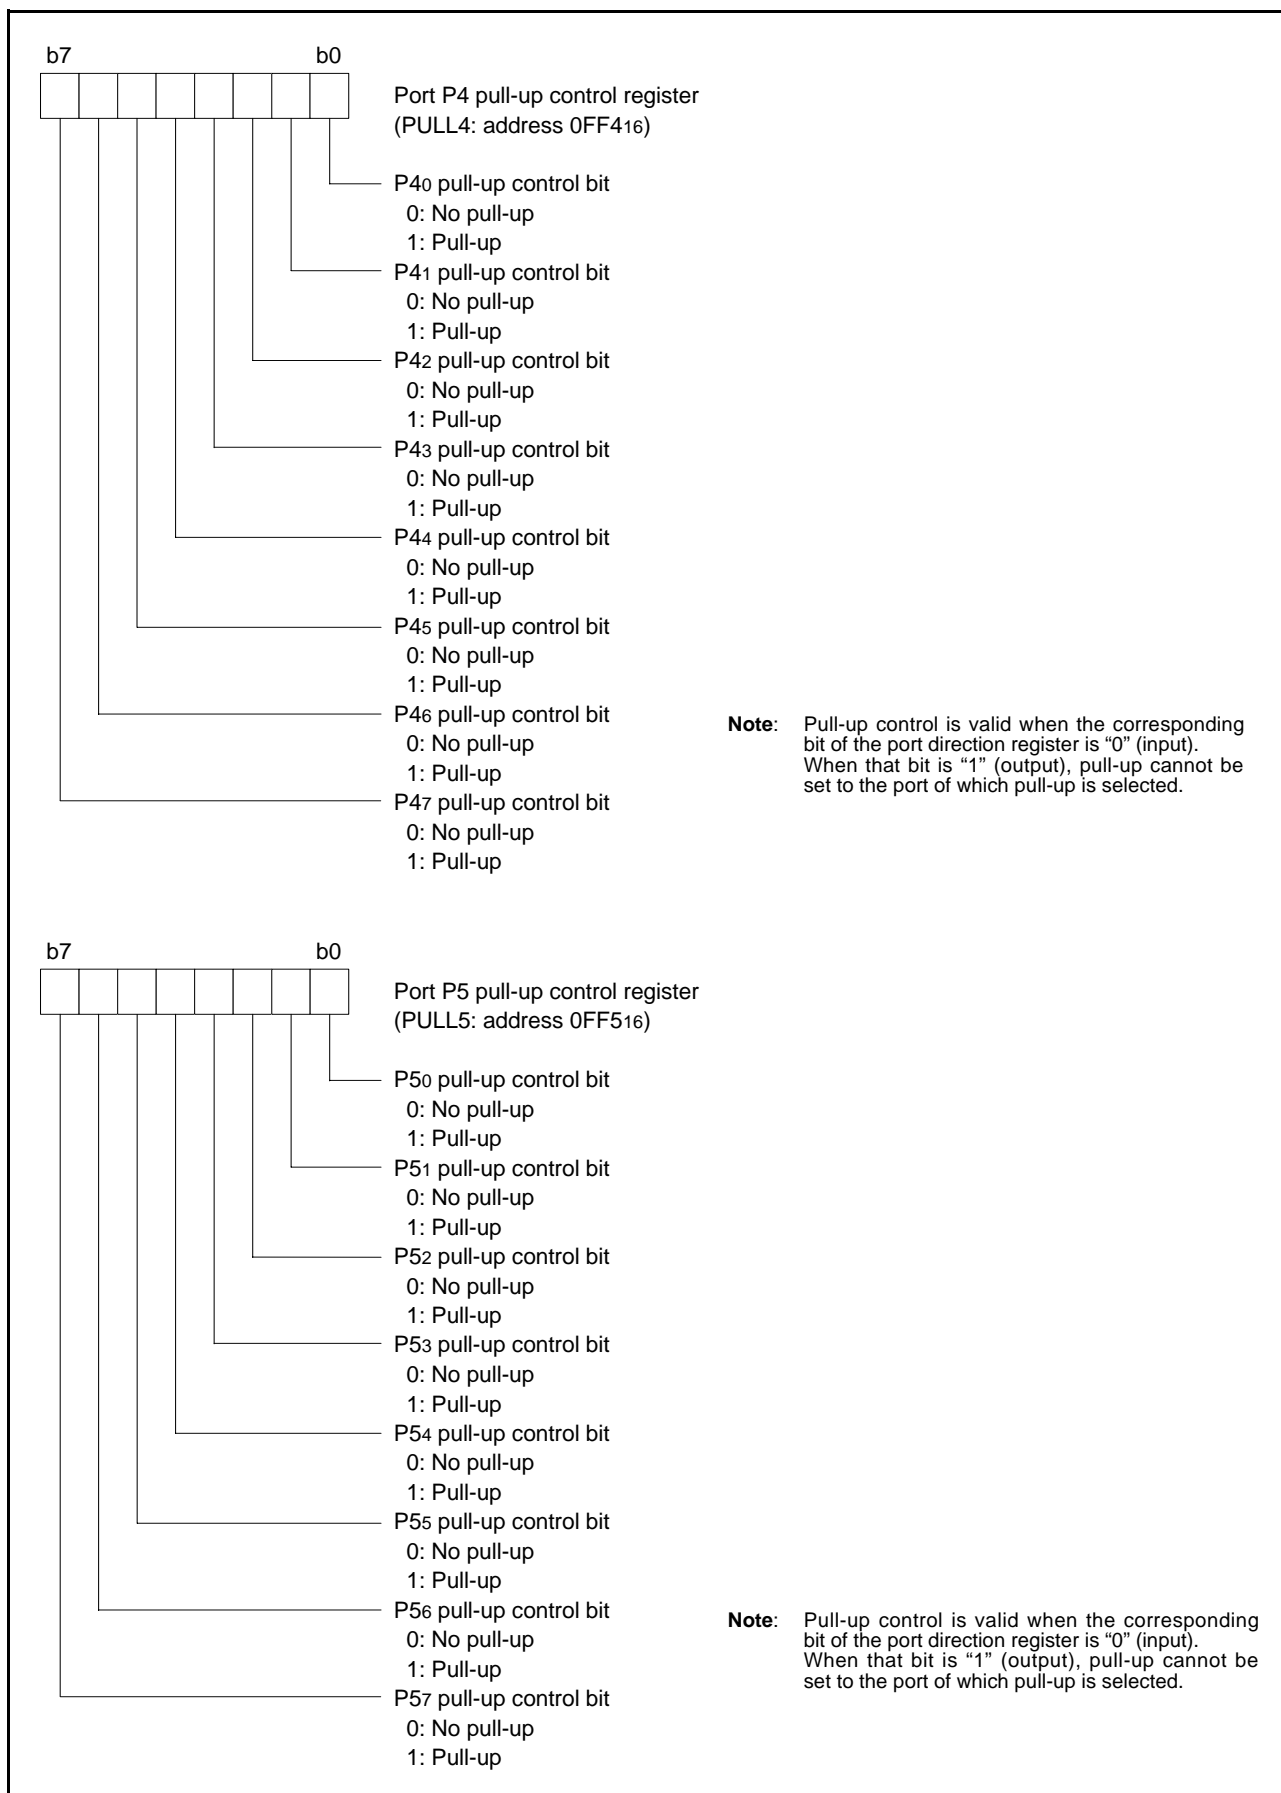 b7 b0
Port P4 pull-up control register
(PULL4: address 0FF416)
P40 pull-up control bit
0: No pull-up
1: Pull-up
P41 pull-up control bit
0: No pull-up
1: Pull-up
P42 pull-up control bit
0: No pull-up
1: Pull-up
P43 pull-up control bit
0: No pull-up
1: Pull-up
P44 pull-up control bit
0: No pull-up
1: Pull-up
P45 pull-up control bit
0: No pull-up
1: Pull-up
P46 pull-up control bit
0: No pull-up
1: Pull-up
P47 pull-up control bit
0: No pull-up
1: Pull-up
Note: Pull-up control is valid when the corresponding
bit of the port direction register is “0” (input).
When that bit is “1” (output), pull-up cannot be
set to the port of which pull-up is selected.
b7 b0
Port P5 pull-up control register
(PULL5: address 0FF516)
P50 pull-up control bit
0: No pull-up
1: Pull-up
P51 pull-up control bit
0: No pull-up
1: Pull-up
P52 pull-up control bit
0: No pull-up
1: Pull-up
P53 pull-up control bit
0: No pull-up
1: Pull-up
P54 pull-up control bit
0: No pull-up
1: Pull-up
P55 pull-up control bit
0: No pull-up
1: Pull-up
P56 pull-up control bit
0: No pull-up
1: Pull-up
P57 pull-up control bit
0: No pull-up
1: Pull-up
Note: Pull-up control is valid when the corresponding
bit of the port direction register is “0” (input).
When that bit is “1” (output), pull-up cannot be
set to the port of which pull-up is selected.